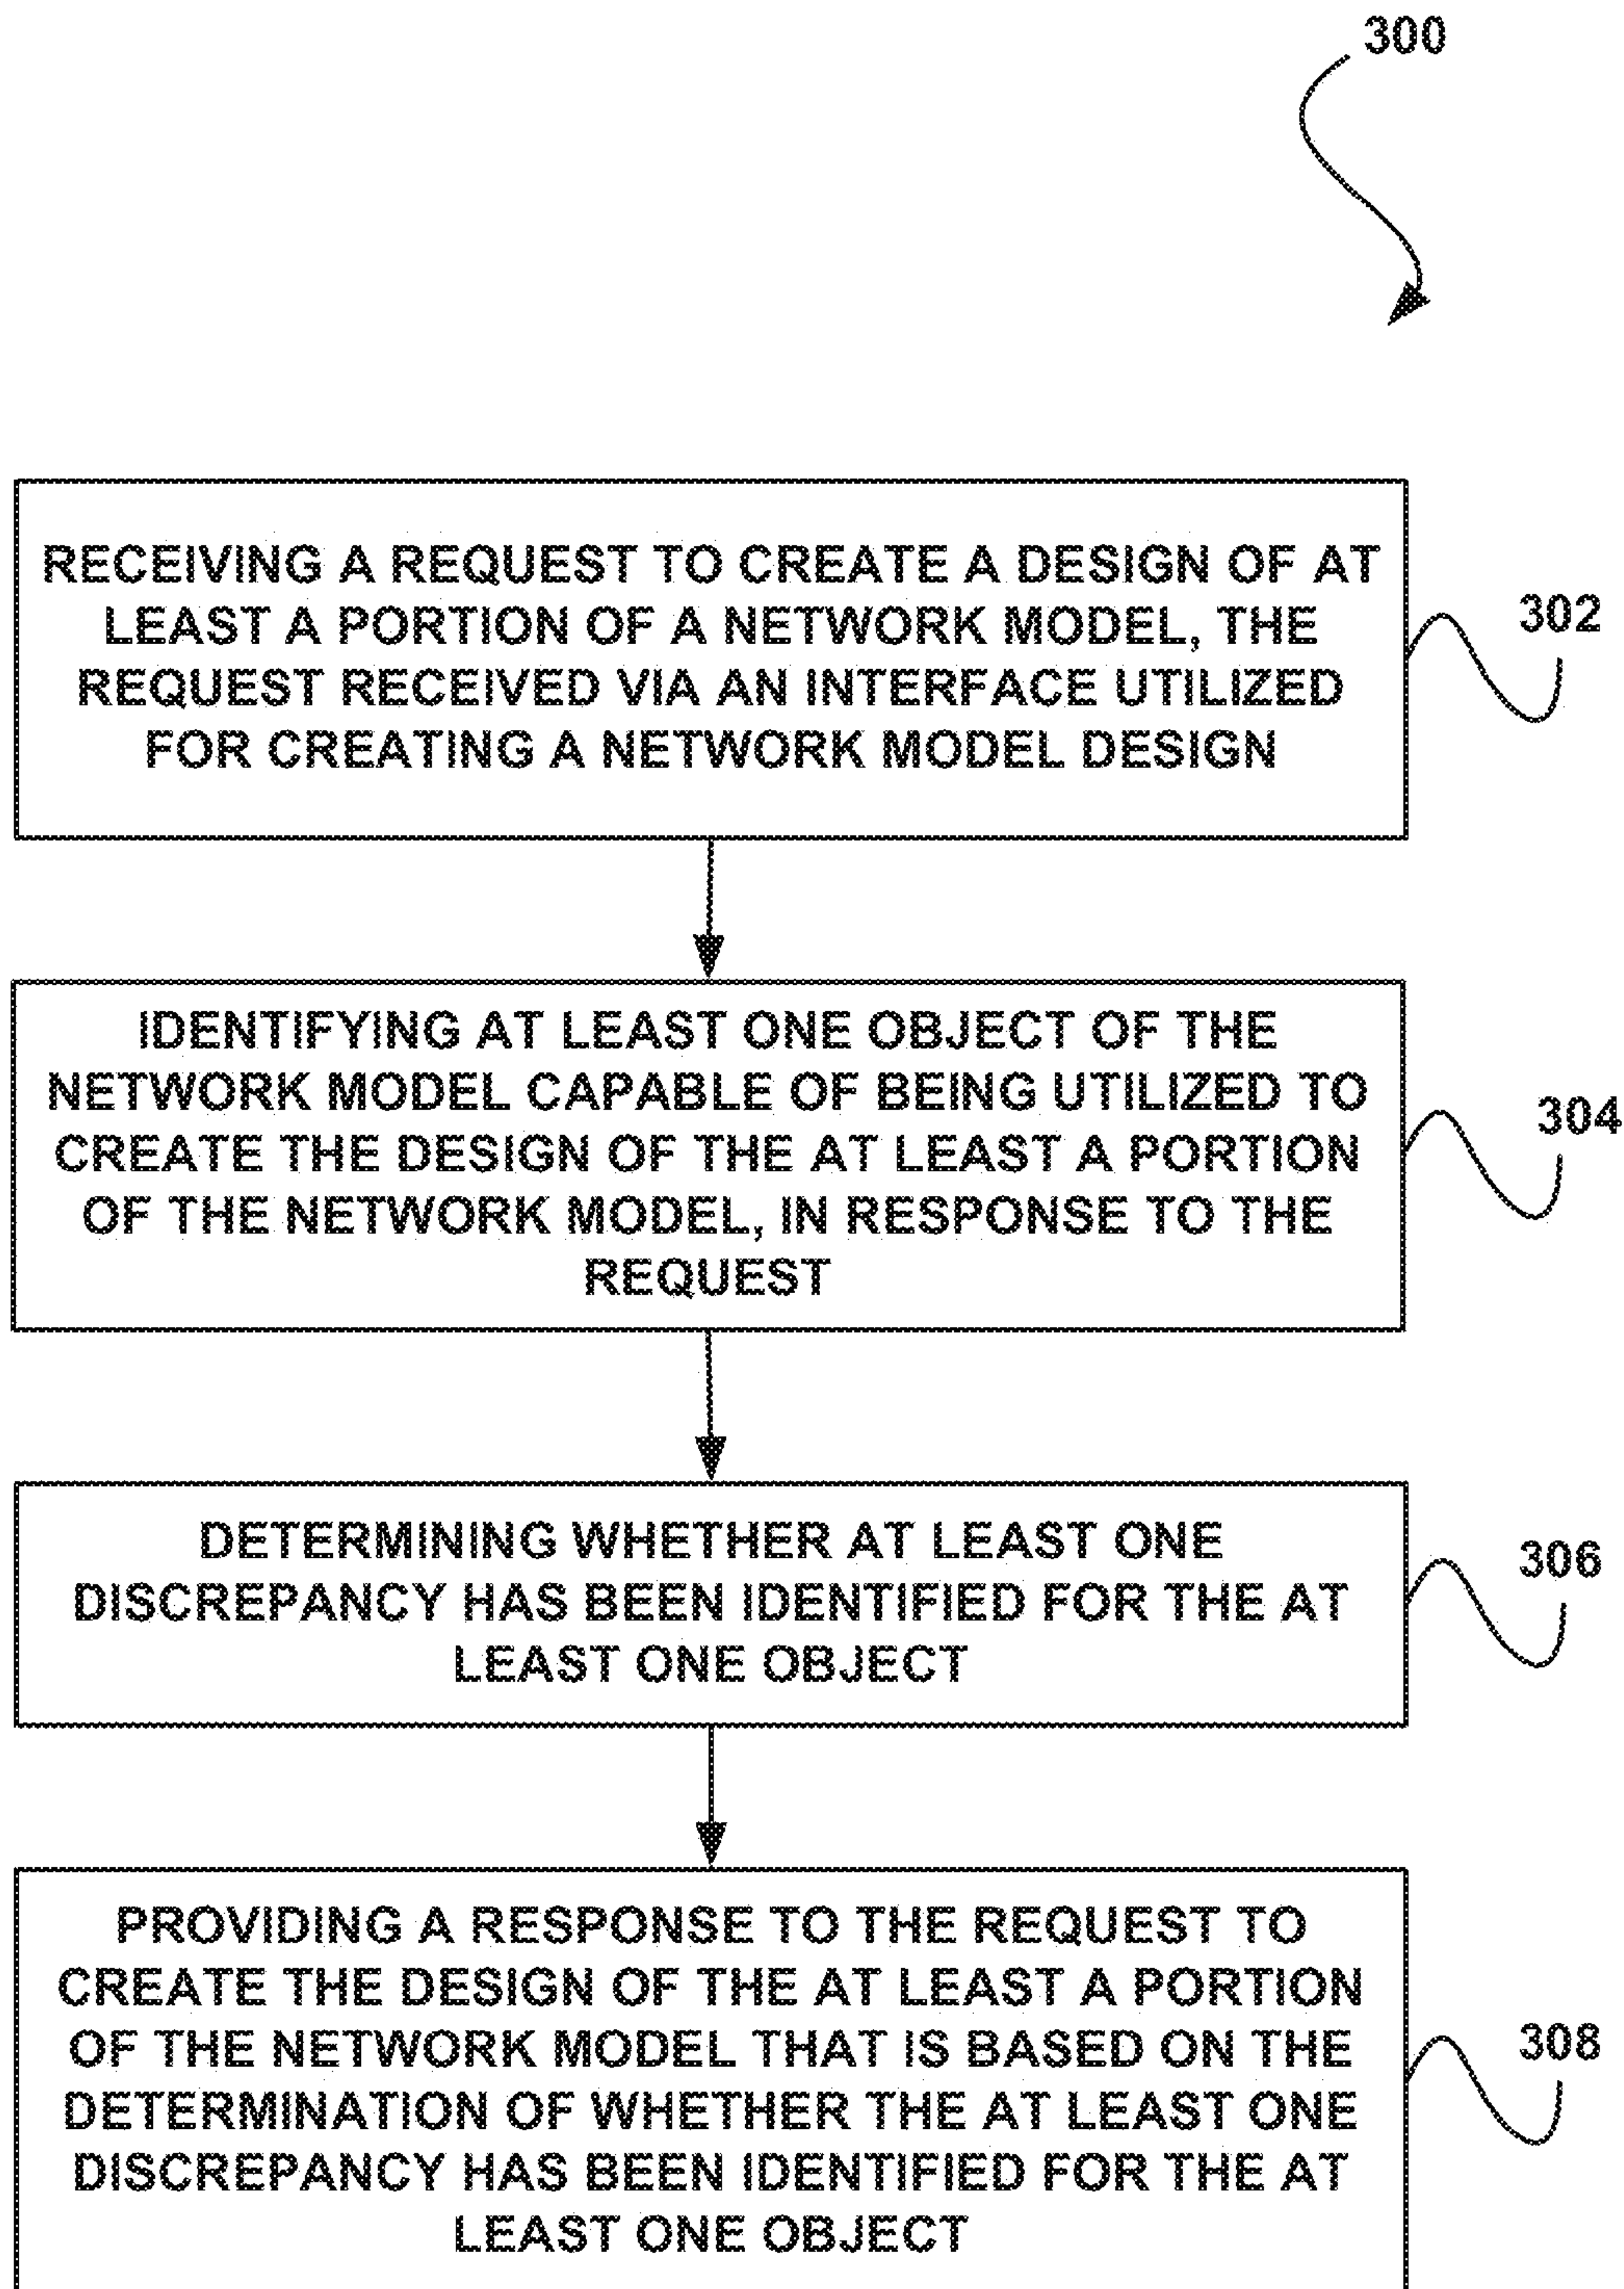 300
RECEIVING A REQUEST TO CREATE A DESIGN OF AT
LEAST A PORTION OF A NETWORK MODEL, THE
REQUEST RECEIVED VIA AN INTERFACE UTILIZED
FOR CREATING A NETWORK MODEL DESIGN
302
IDENTIFYING AT LEAST ONE OBJECT OF THE
NETWORK MODEL CAPABLE OF BEING UTILIZED TO
CREATE THE DESIGN OF THE AT LEAST A PORTION
OF THE NETWORK MODEL, IN RESPONSE TO THE
REQUEST
304
DETERMINING WHETHER AT LEAST ONE
DISCREPANCY HAS BEEN IDENTIFIED FOR THE AT
LEAST ONE OBJECT
306
PROVIDING A RESPONSE TO THE REQUEST TO
CREATE THE DESIGN OF THE AT LEAST A PORTION
OF THE NETWORK MODEL THAT IS BASED ON THE
DETERMINATION OF WHETHER THE AT LEAST ONE
DISCREPANCY HAS BEEN IDENTIFIED FOR THE AT
LEAST ONE OBJECT
308